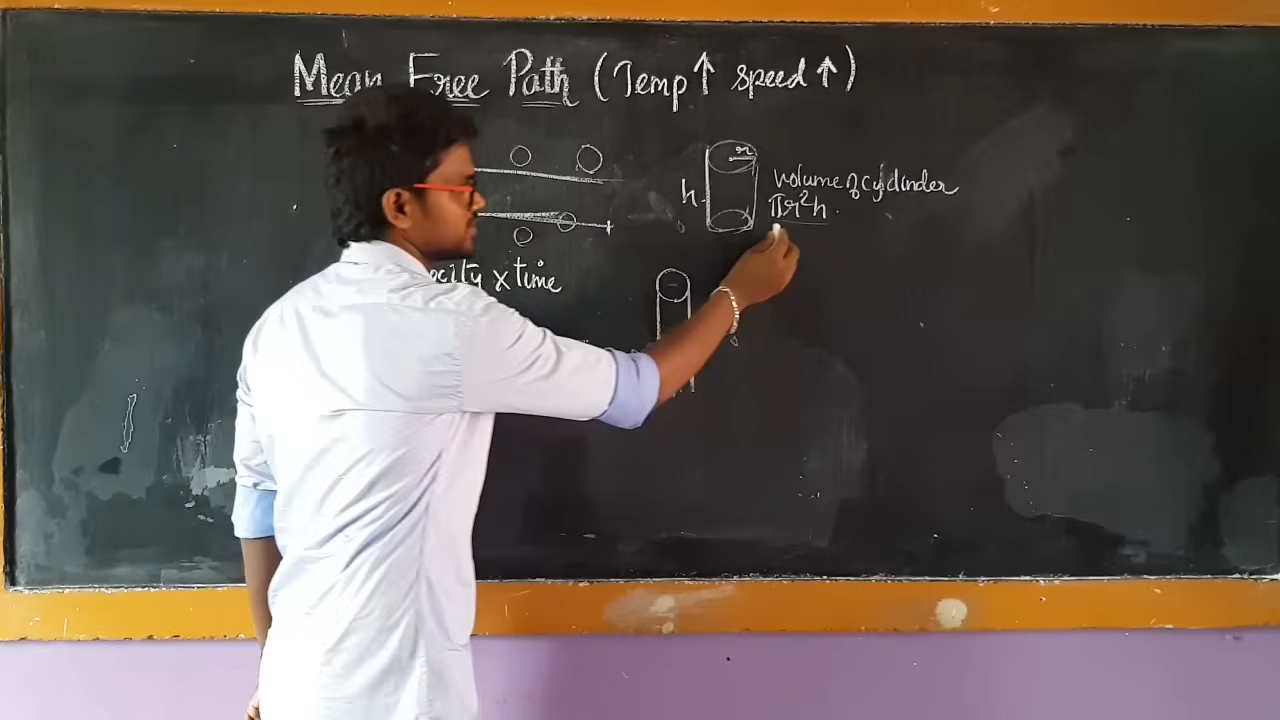 Mean Free Path (Temp ↑ speed ↑)
r
h
volume of cylinder
πr²h
ocity x time